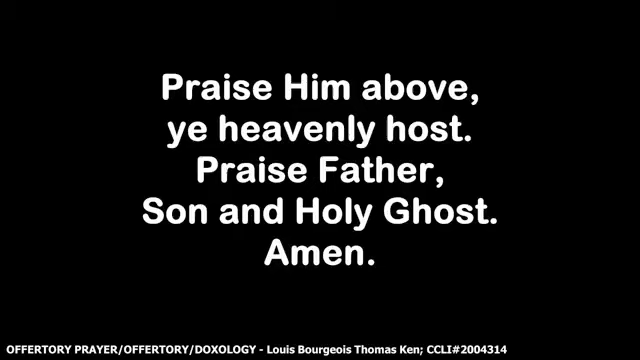 Praise Him above,
ye heavenly host.
Praise Father,
Son and Holy Ghost.
Amen.
OFFERTORY PRAYER/OFFERTORY/DOXOLOGY - Louis Bourgeois Thomas Ken; CCLI#2004314